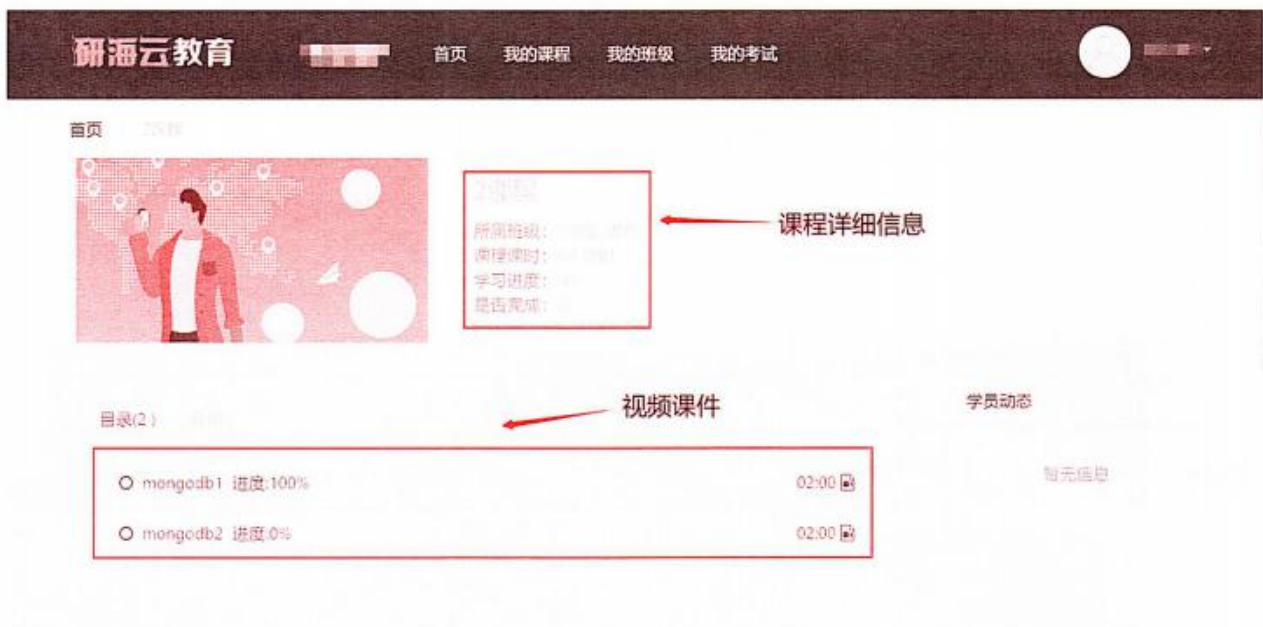 研海云教育 首页 我的课程 我的班级 我的考试
首页
所属班级：
课程课时：
学习进度：
是否完成：
课程详细信息
视频课件
目录(2)
学员动态
mongodb1 进度:100% 02:00
mongodb2 进度:0% 02:00
暂无信息